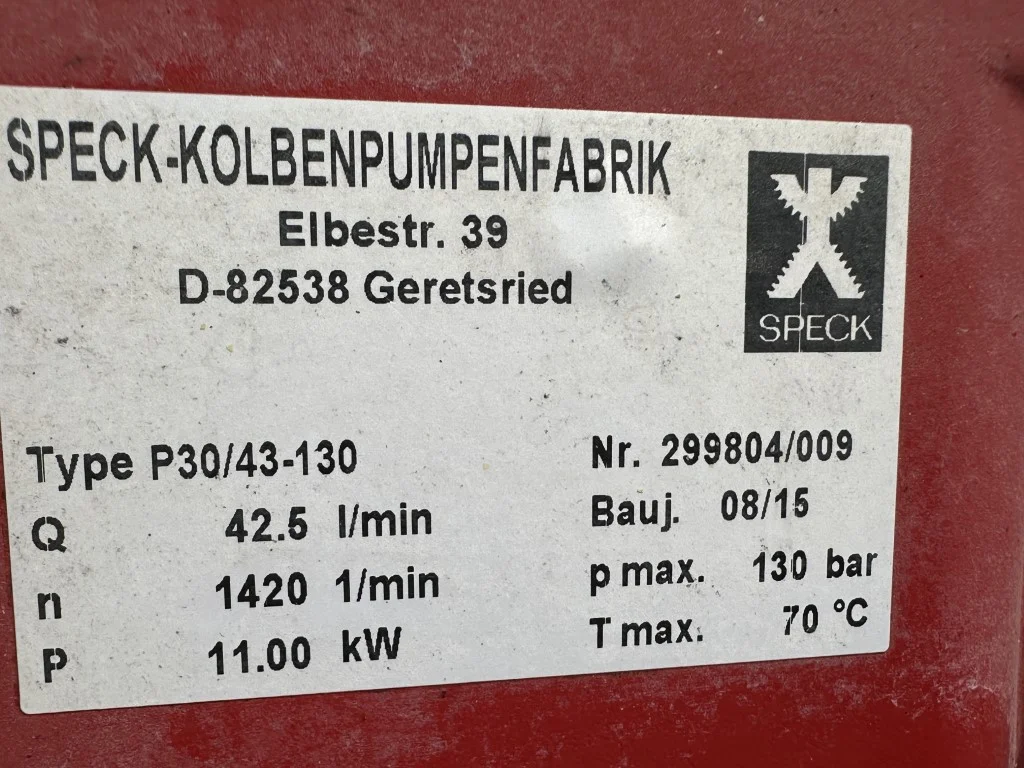 SPECK-KOLBENPUMPENFABRIK
Elbestr. 39
D-82538 Geretsried
SPECK
Type P30/43-130 Nr. 299804/009
Q 42.5 l/min Bauj. 08/15
n 1420 1/min p max. 130 bar
P 11.00 kW T max. 70 °C